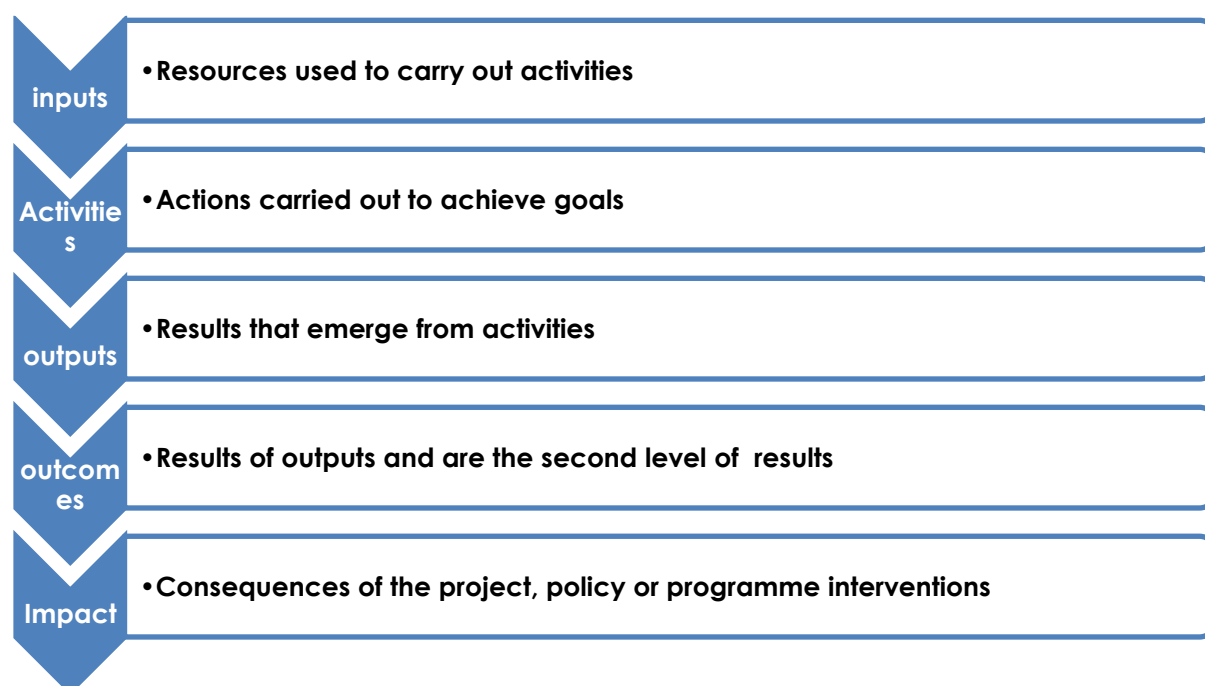 inputs
•Resources used to carry out activities
Activitie
s
•Actions carried out to achieve goals
outputs
•Results that emerge from activities
outcom
es
•Results of outputs and are the second level of  results
Impact
•Consequences of the project, policy or programme interventions